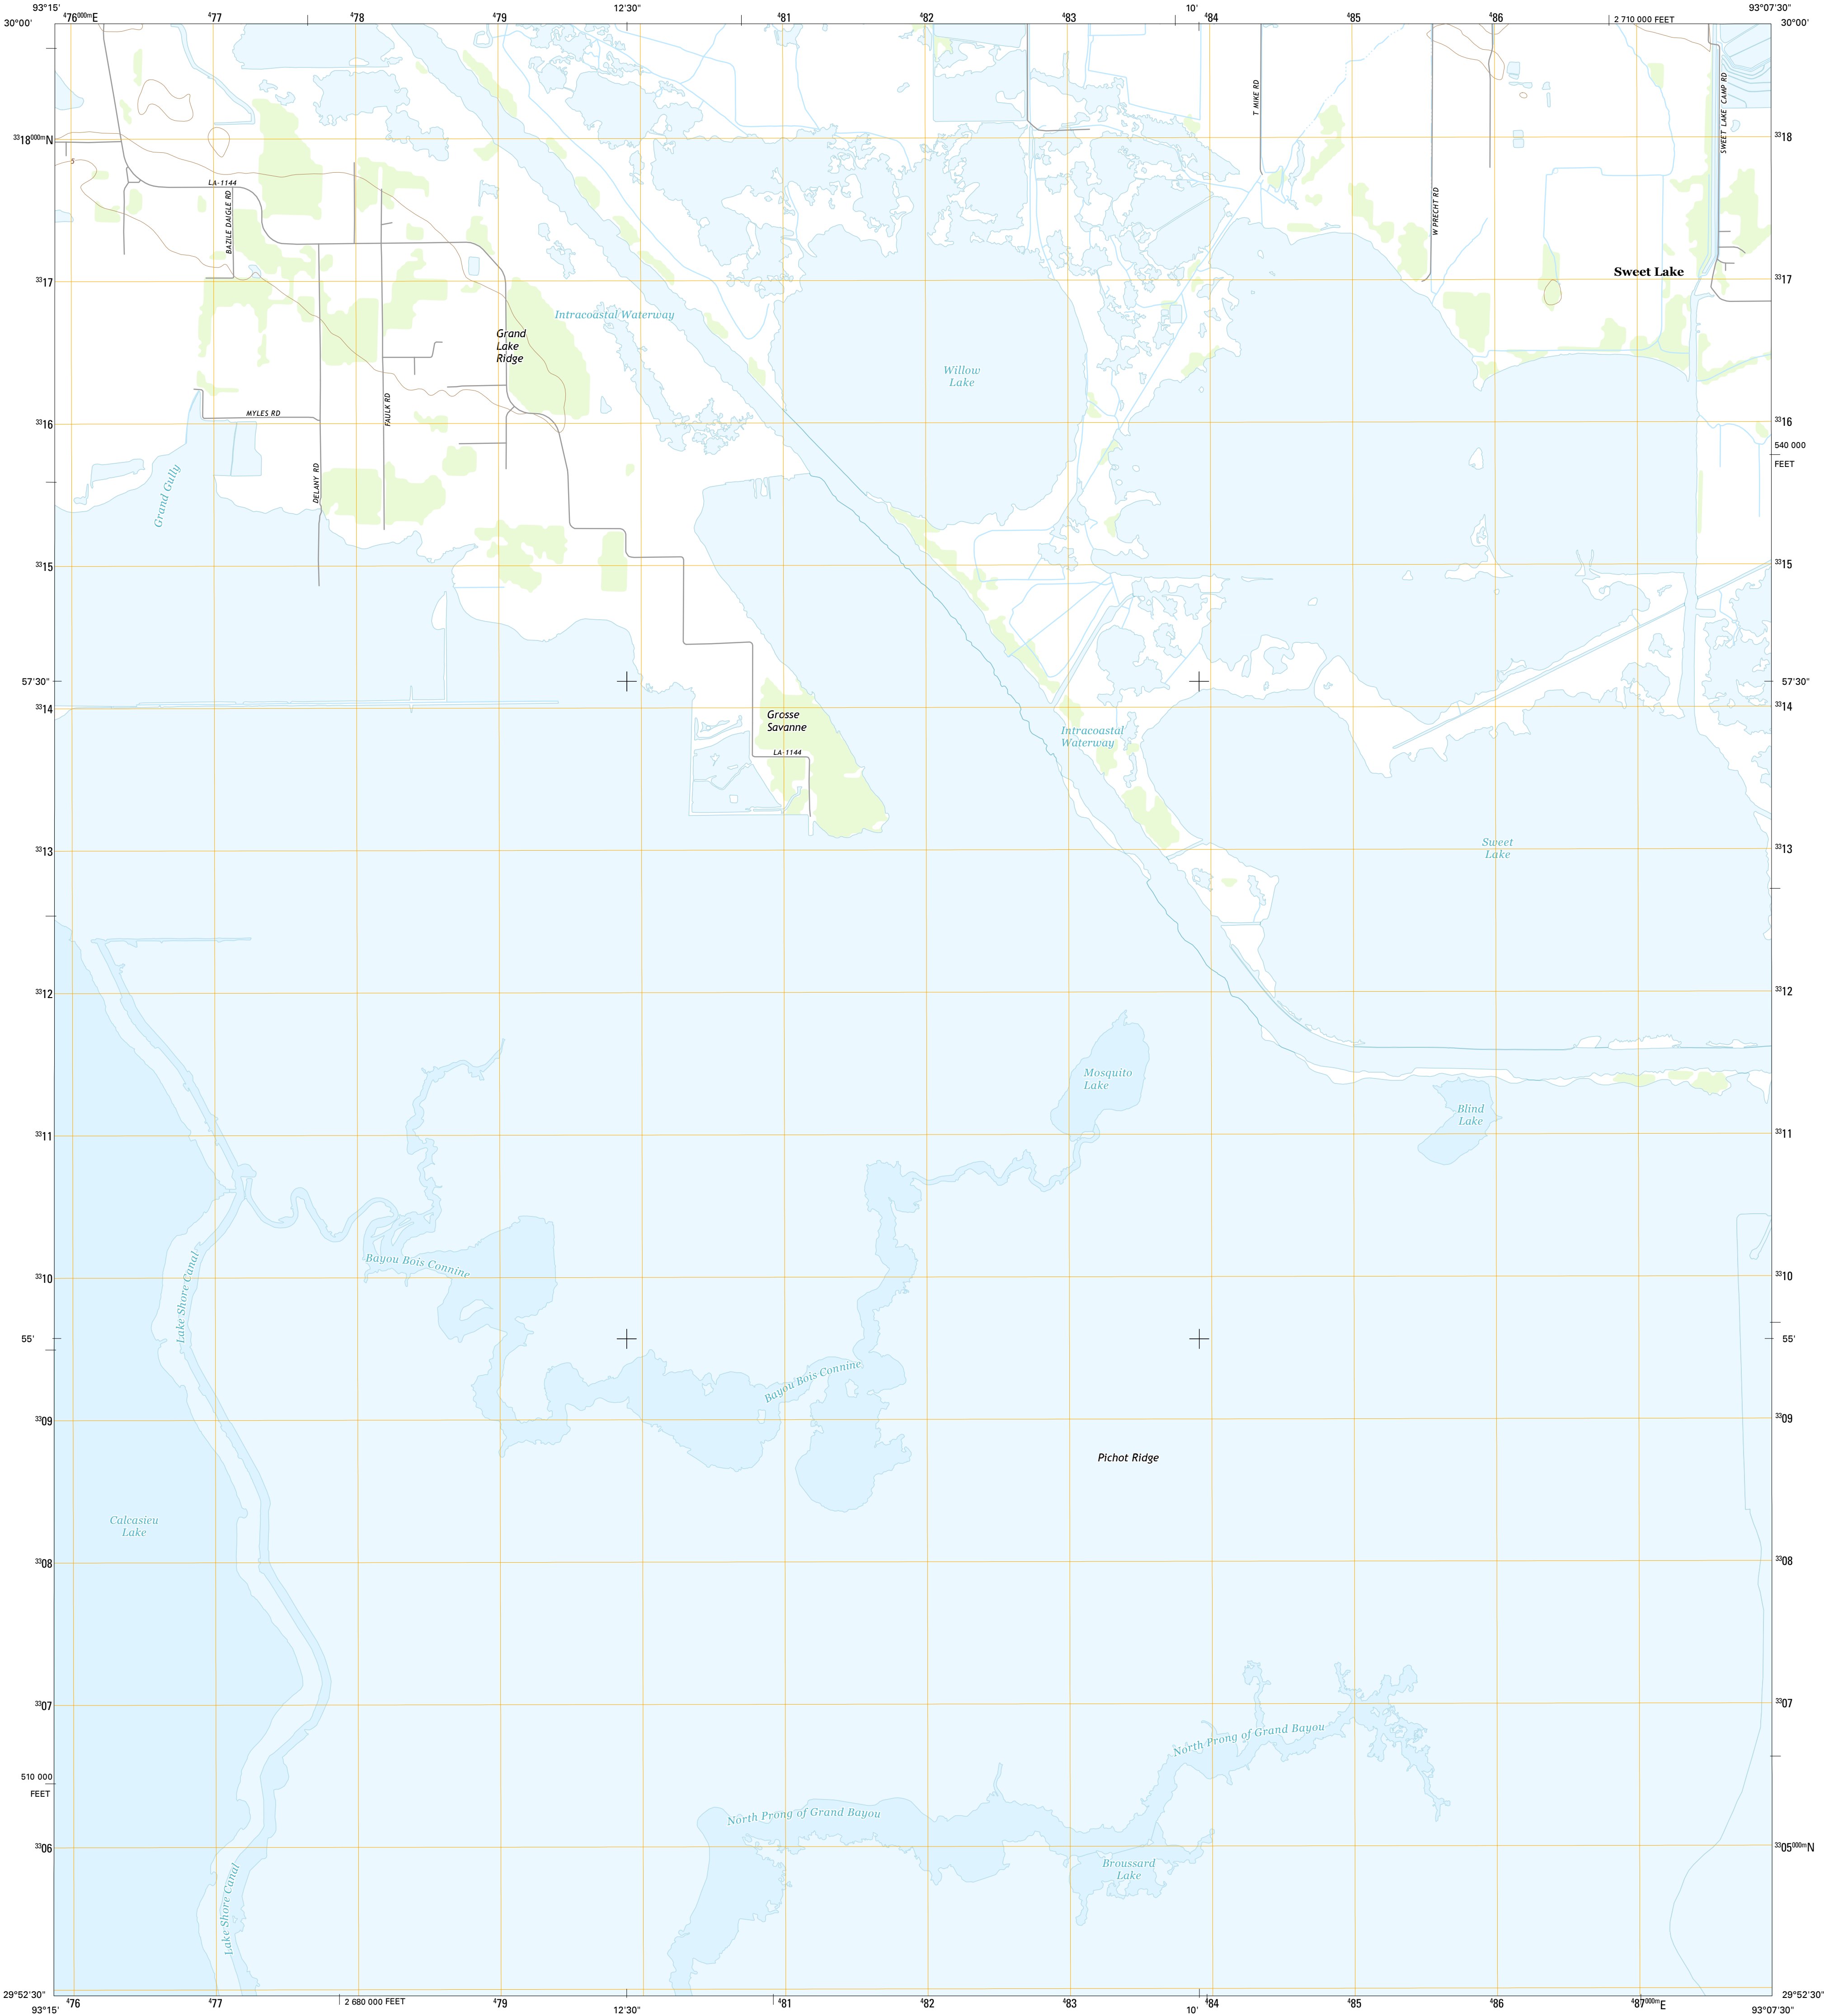 93°15'
⁴76⁰⁰⁰ᵐE
⁴77
⁴78
⁴79
12'30"
⁴81
⁴82
⁴83
10'
⁴84
⁴85
⁴86
2 710 000 FEET
93°07'30"
30°00'
30°00'
T MIKE RD
SWEET LAKE CAMP RD
³³18⁰⁰⁰ᵐN
³³18
5
LA-1144
BAZILE DAIGLE RD
W PRECHT RD
Sweet Lake
³³17
³³17
Intracoastal Waterway
Grand
Lake
Ridge
Willow
Lake
MYLES RD
FAULK RD
³³16
³³16
540 000
FEET
Grand Gully
DELANY RD
³³15
³³15
57'30"
57'30"
³³14
³³14
Grosse
Savanne
LA-1144
Intracoastal
Waterway
³³13
³³13
Sweet
Lake
³³12
³³12
Mosquito
Lake
Blind
Lake
³³11
³³11
Bayou Bois Connine
Lake Shore Canal
³³10
³³10
55'
55'
Bayou Bois Connine
³³09
³³09
Pichot Ridge
Calcasieu
Lake
³³08
³³08
³³07
³³07
North Prong of Grand Bayou
510 000
FEET
North Prong of Grand Bayou
³³06
³³05⁰⁰⁰ᵐN
Broussard
Lake
Lake Shore Canal
29°52'30"
29°52'30"
93°15'
⁴76
⁴77
2 680 000 FEET
⁴79
12'30"
⁴81
⁴82
⁴83
10'
⁴84
⁴85
⁴86
⁴87⁰⁰⁰ᵐE
93°07'30"